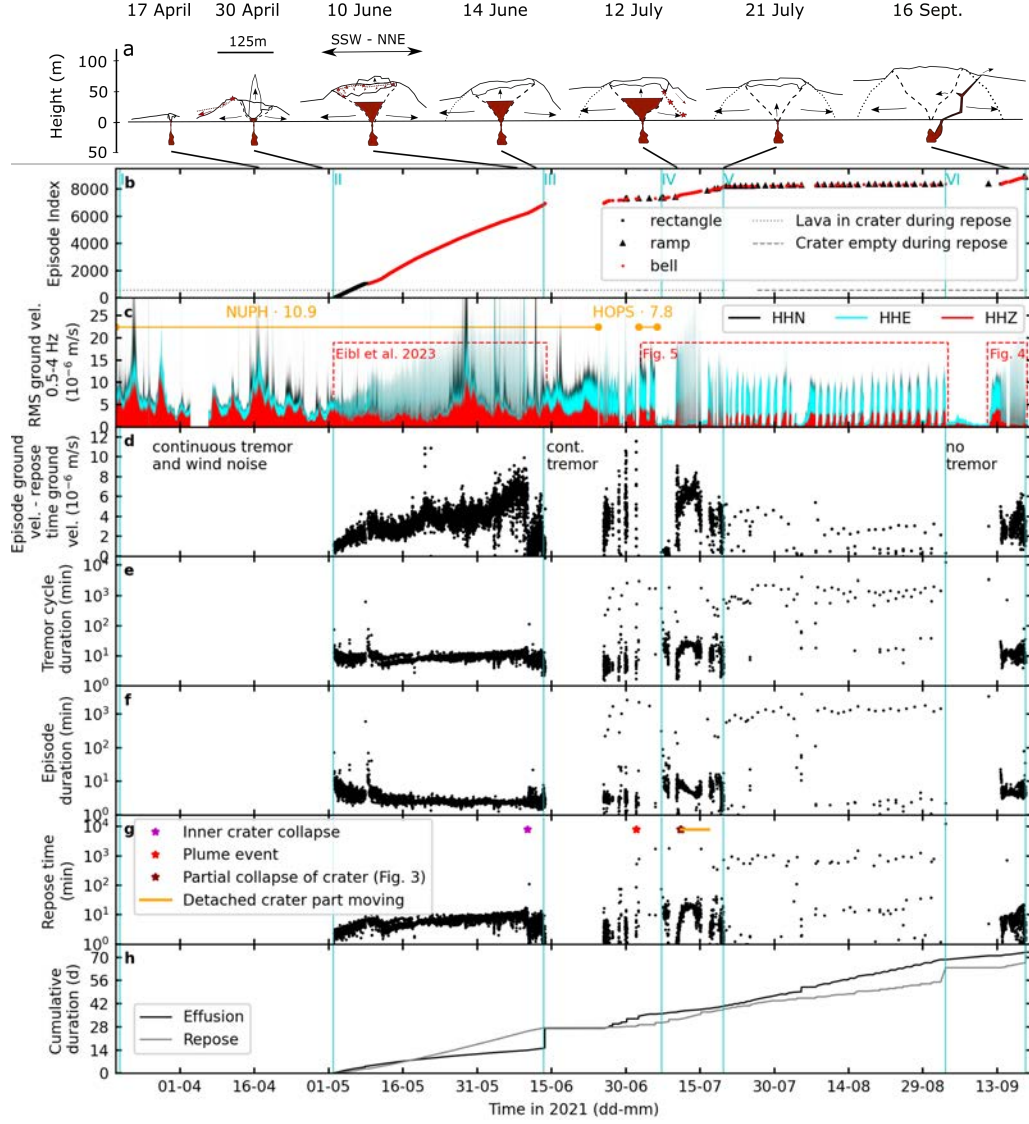 17 April 30 April 10 June 14 June 12 July 21 July 16 Sept.
a
125m
SSW - NNE
Height (m)
100
50
0
50
b
I II III IV V VI
Episode Index
8000
6000
4000
2000
0
rectangle
ramp
bell
Lava in crater during repose
Crater empty during repose
c
RMS ground vel.
0.5-4 Hz
(10⁻⁶ m/s)
25
20
15
10
5
0
NUPH · 10.9
HOPS · 7.8
HHN HHE HHZ
Eibl et al. 2023
Fig. 5
Fig. 4
d
Episode ground
vel. - repose
time ground
vel. (10⁻⁶ m/s)
12
10
8
6
4
2
0
continuous tremor
and wind noise
cont.
tremor
no
tremor
e
Tremor cycle
duration (min)
10⁴
10³
10²
10¹
10⁰
f
Episode
duration (min)
10³
10²
10¹
10⁰
g
Repose time
(min)
10⁴
10³
10²
10¹
10⁰
Inner crater collapse
Plume event
Partial collapse of crater (Fig. 3)
Detached crater part moving
h
Cumulative
duration (d)
70
56
42
28
14
0
Effusion
Repose
01-04 16-04 01-05 16-05 31-05 15-06 30-06 15-07 30-07 14-08 29-08 13-09
Time in 2021 (dd-mm)